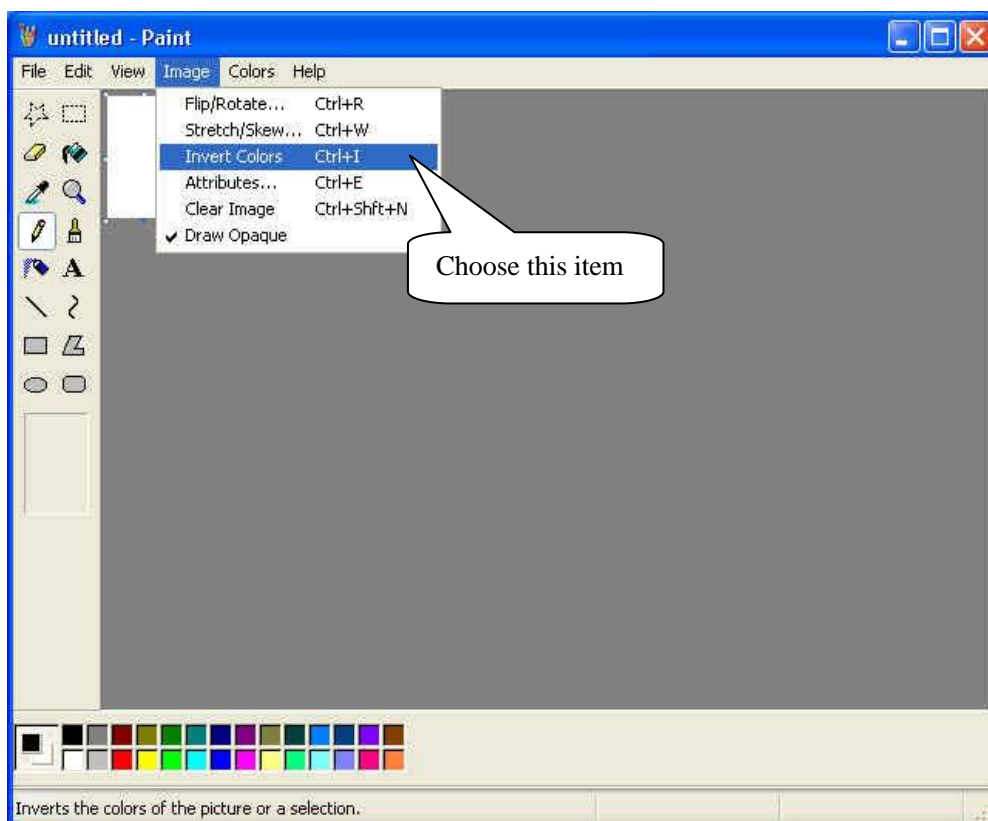 untitled - Paint
File Edit View Image Colors Help
Flip/Rotate... Ctrl+R
Stretch/Skew... Ctrl+W
Invert Colors Ctrl+I
Attributes... Ctrl+E
Clear Image Ctrl+Shft+N
✔ Draw Opaque
Choose this item
A
Inverts the colors of the picture or a selection.